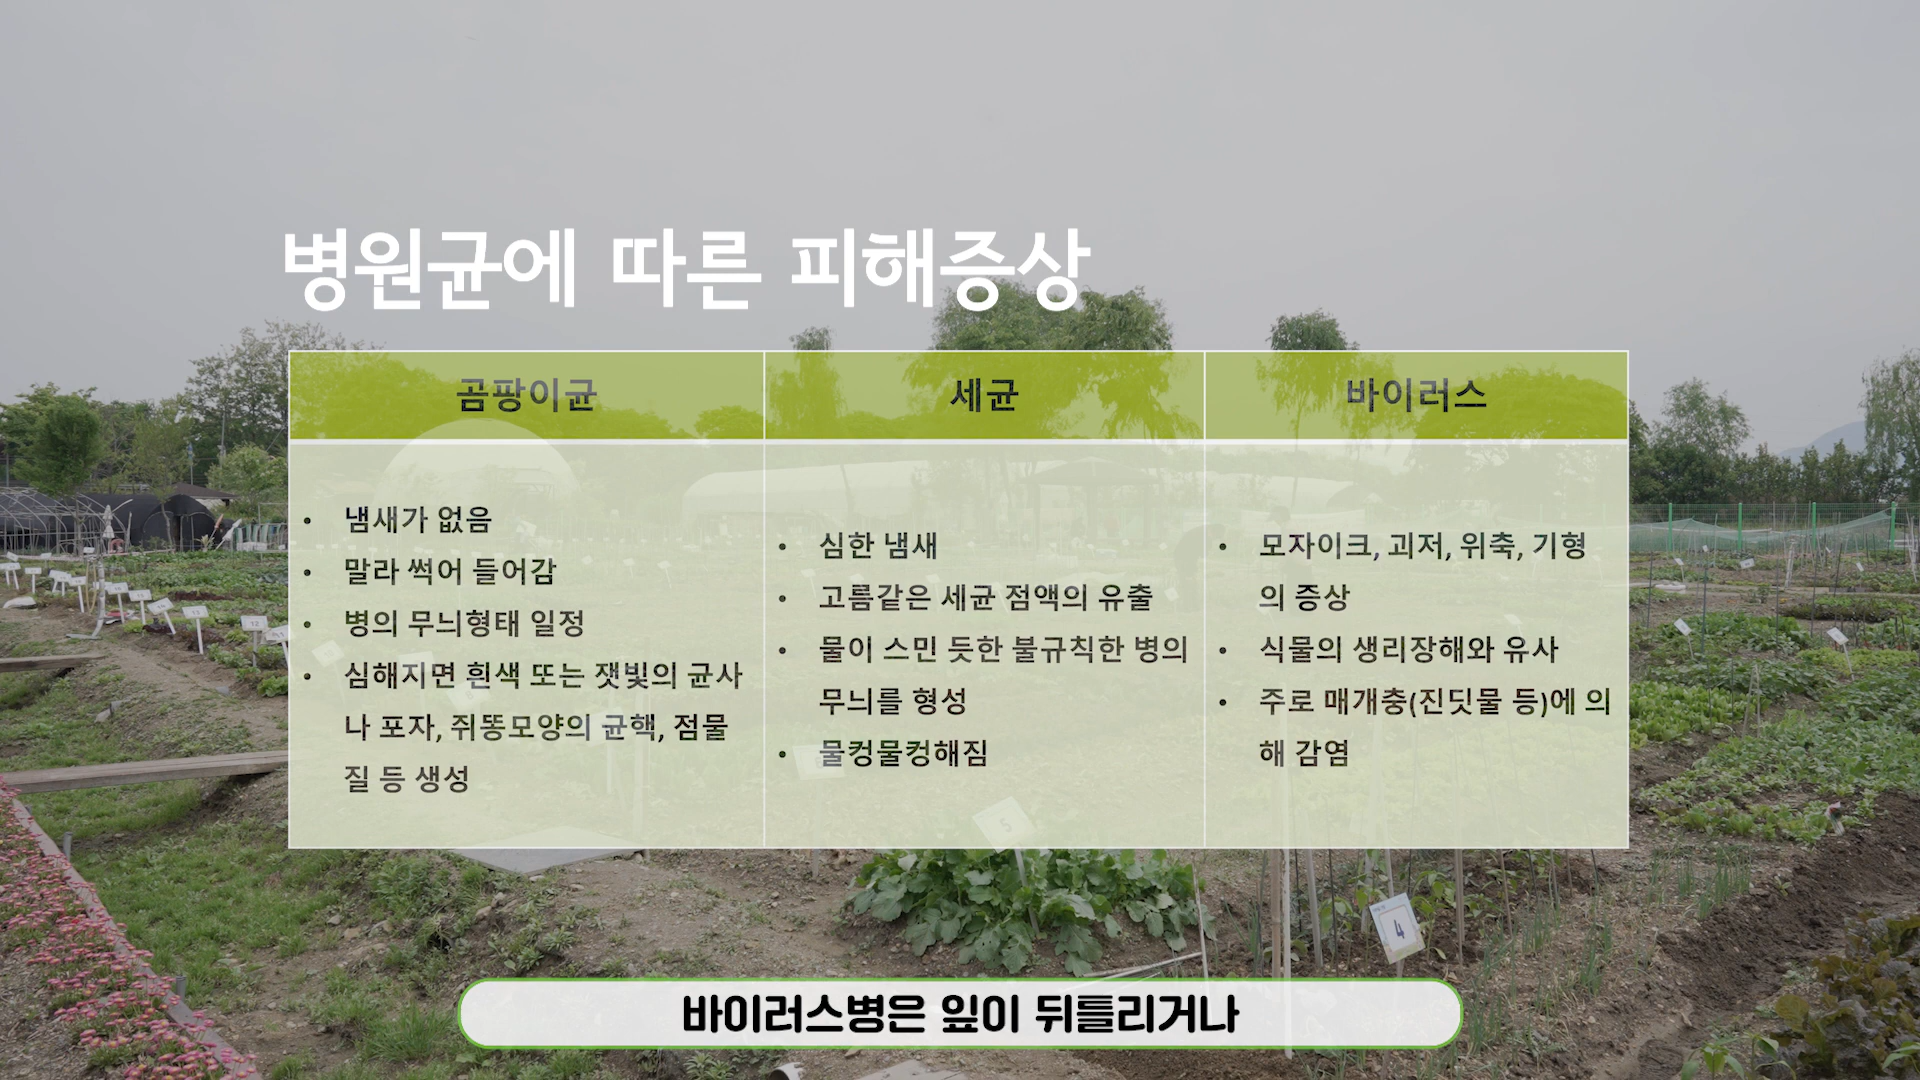 병원균에 따른 피해증상
곰팡이균
세균
바이러스
• 냄새가 없음
• 말라 썩어 들어감
• 병의 무늬형태 일정
• 심해지면 흰색 또는 잿빛의 균사
나 포자, 쥐똥모양의 균핵, 점물
질 등 생성
• 심한 냄새
• 고름같은 세균 점액의 유출
• 물이 스민 듯한 불규칙한 병의
무늬를 형성
• 물컹물컹해짐
• 모자이크, 괴저, 위축, 기형
의 증상
• 식물의 생리장해와 유사
• 주로 매개충(진딧물 등)에 의
해 감염
12
5
4
바이러스병은 잎이 뒤틀리거나